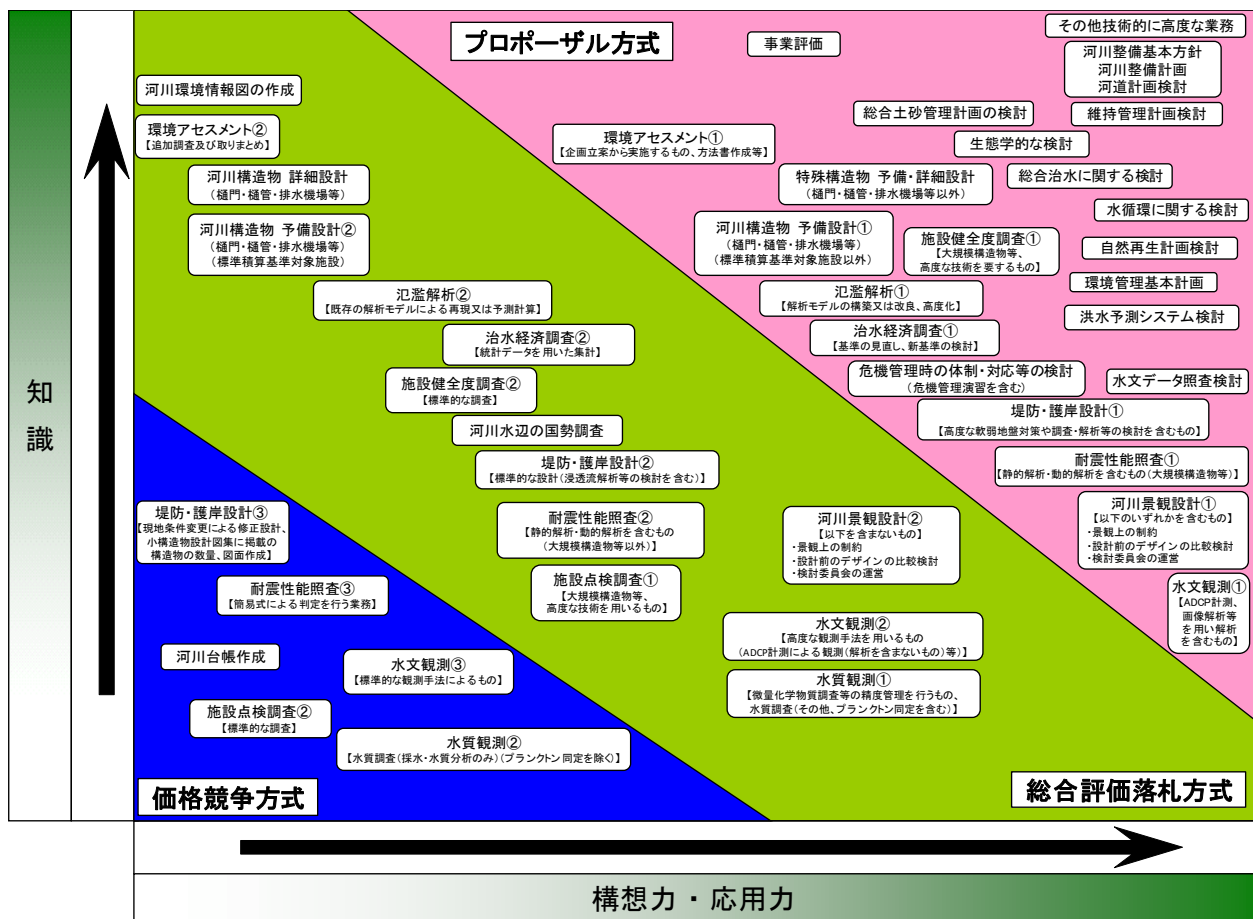 プロポーザル方式
事業評価
その他技術的に高度な業務
河川整備基本方針
河川整備計画
河道計画検討
河川環境情報図の作成
総合土砂管理計画の検討
維持管理計画検討
環境アセスメント②
【追加調査及び取りまとめ】
環境アセスメント①
【企画立案から実施するもの、方法書作成等】
生態学的な検討
河川構造物 詳細設計
(樋門・樋管・排水機場等)
特殊構造物 予備・詳細設計
(樋門・樋管・排水機場等以外)
総合治水に関する検討
水循環に関する検討
河川構造物 予備設計②
(樋門・樋管・排水機場等)
(標準積算基準対象施設)
河川構造物 予備設計①
(樋門・樋管・排水機場等)
(標準積算基準対象施設以外)
施設健全度調査①
【大規模構造物等、
高度な技術を要するもの】
自然再生計画検討
環境管理基本計画
氾濫解析②
【既存の解析モデルによる再現又は予測計算】
氾濫解析①
【解析モデルの構築又は改良、高度化】
洪水予測システム検討
治水経済調査②
【統計データを用いた集計】
治水経済調査①
【基準の見直し、新基準の検討】
施設健全度調査②
【標準的な調査】
危機管理時の体制・対応等の検討
(危機管理演習を含む)
水文データ照査検討
河川水辺の国勢調査
堤防・護岸設計①
【高度な軟弱地盤対策や調査・解析等の検討を含むもの】
堤防・護岸設計②
【標準的な設計(浸透流解析等の検討を含む)】
耐震性能照査①
【静的解析・動的解析を含むもの(大規模構造物等)】
堤防・護岸設計③
【現地条件変更による修正設計、
小構造物設計図集に掲載の
構造物の数量、図面作成】
耐震性能照査②
【静的解析・動的解析を含むもの
(大規模構造物等以外)】
河川景観設計②
【以下を含まないもの】
・景観上の制約
・設計前のデザインの比較検討
・検討委員会の運営
河川景観設計①
【以下のいずれかを含むもの】
・景観上の制約
・設計前のデザインの比較検討
・検討委員会の運営
耐震性能照査③
【簡易式による判定を行う業務】
施設点検調査①
【大規模構造物等、
高度な技術を用いるもの】
水文観測①
【ADCP計測、
画像解析等
を用い解析
を含むもの】
水文観測②
【高度な観測手法を用いるもの
(ADCP計測による観測(解析を含まないもの)等)】
河川台帳作成
水文観測③
【標準的な観測手法によるもの】
水質観測①
【微量化学物質調査等の精度管理を行うもの、
水質調査(その他、プランクトン同定を含む)】
施設点検調査②
【標準的な調査】
水質観測②
【水質調査(採水・水質分析のみ)(プランクトン同定を除く)】
価格競争方式
総合評価落札方式
知
識
構想力・応用力